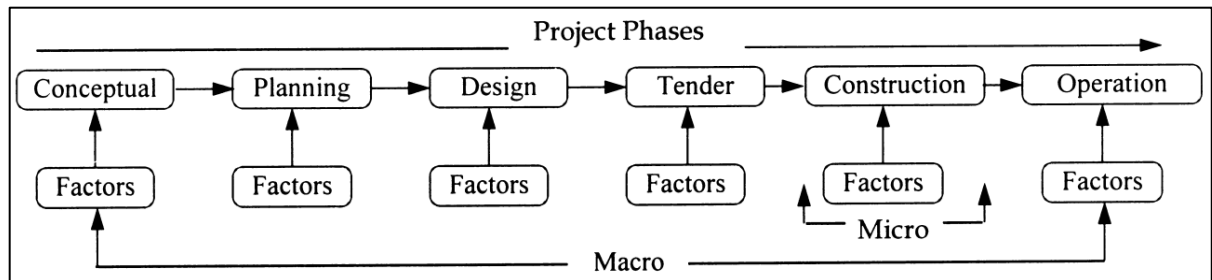 Project Phases
Conceptual Planning Design Tender Construction Operation
Factors Factors Factors Factors Factors Factors
Micro
Macro